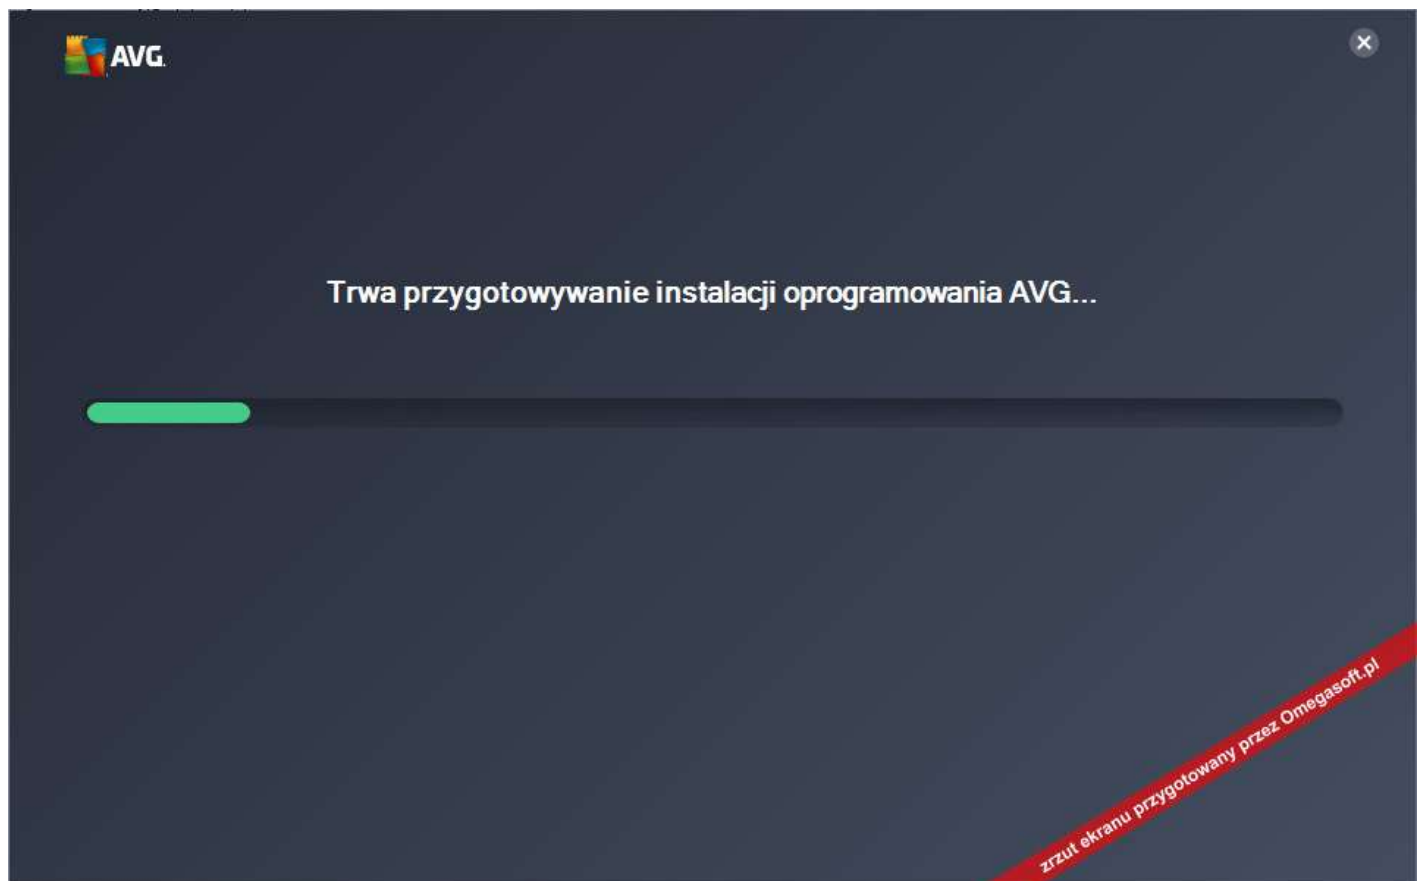 AVG.
Trwa przygotowywanie instalacji oprogramowania AVG...
zrzut ekranu przygotowany przez Omegasoft.pl